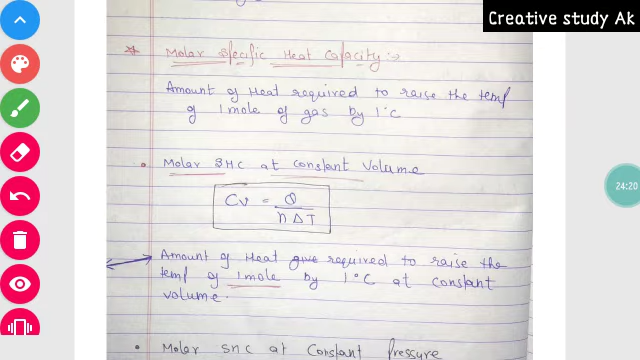 Creative study Ak
* Molar Specific Heat Capacity :-
Amount of Heat required to raise the temp
of 1 mole of gas by 1°C
• Molar SHC at constant Volume
Cv = Q / nΔT
Amount of Heat give required to raise the
temp of 1 mole by 1°C at constant
volume.
• Molar SHC at Constant Pressure
24:20